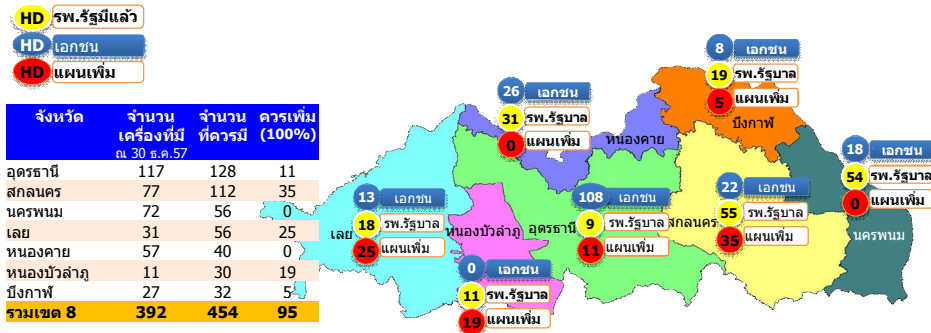 HD รพ.รัฐมีแล้ว
HD เอกชน
HD แผนเพิ่ม
จังหวัด จำนวน จำนวน ควรเพิ่ม
เครื่องที่มี ที่ควรมี (100%)
ณ 30 ธ.ค.57
อุดรธานี 117 128 11
สกลนคร 77 112 35
นครพนม 72 56 0
เลย 31 56 25
หนองคาย 57 40 0
หนองบัวลำภู 11 30 19
บึงกาฬ 27 32 5
รวมเขต 8 392 454 95
8 เอกชน
19 รพ.รัฐบาล
5 แผนเพิ่ม
บึงกาฬ
26 เอกชน
31 รพ.รัฐบาล
0 แผนเพิ่ม
หนองคาย
18 เอกชน
54 รพ.รัฐบาล
0 แผนเพิ่ม
นครพนม
13 เอกชน
18 รพ.รัฐบาล
25 แผนเพิ่ม
เลย
หนองบัวลำภู
0 เอกชน
11 รพ.รัฐบาล
19 แผนเพิ่ม
อุดรธานี
108 เอกชน
9 รพ.รัฐบาล
11 แผนเพิ่ม
สกลนคร
22 เอกชน
55 รพ.รัฐบาล
35 แผนเพิ่ม